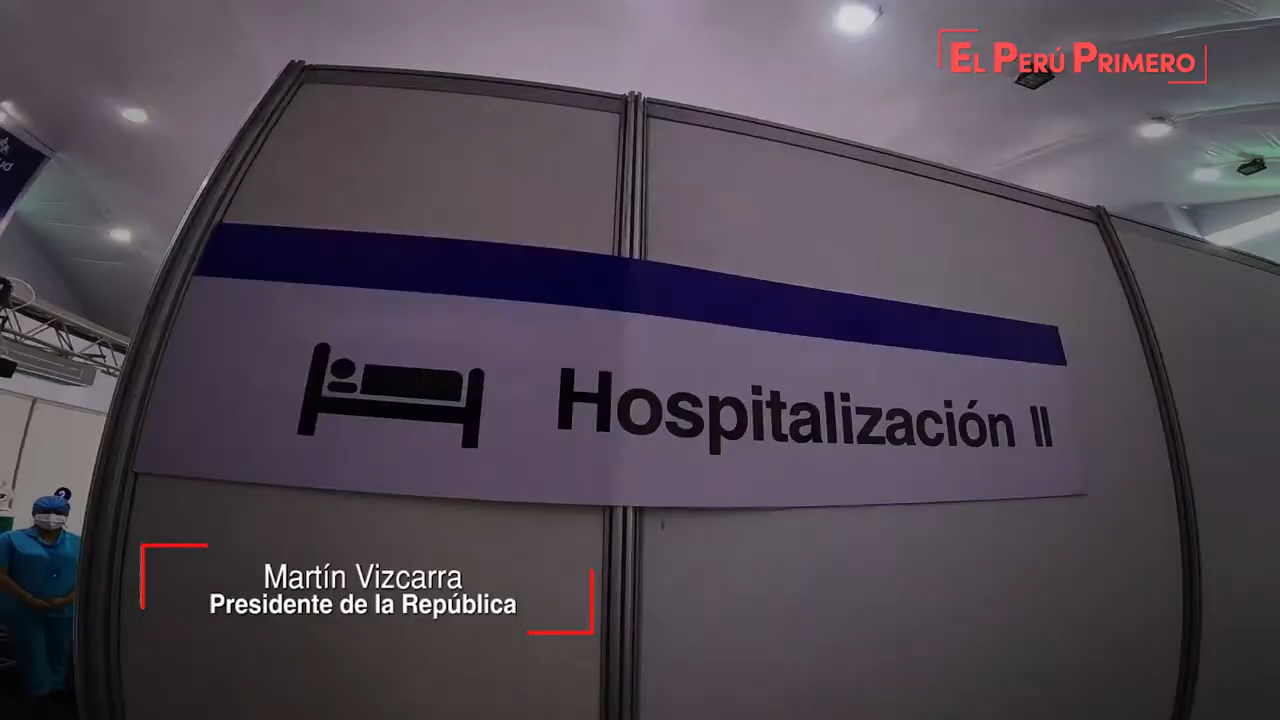 EL PERÚ PRIMERO
Hospitalización II
Martín Vizcarra
Presidente de la República